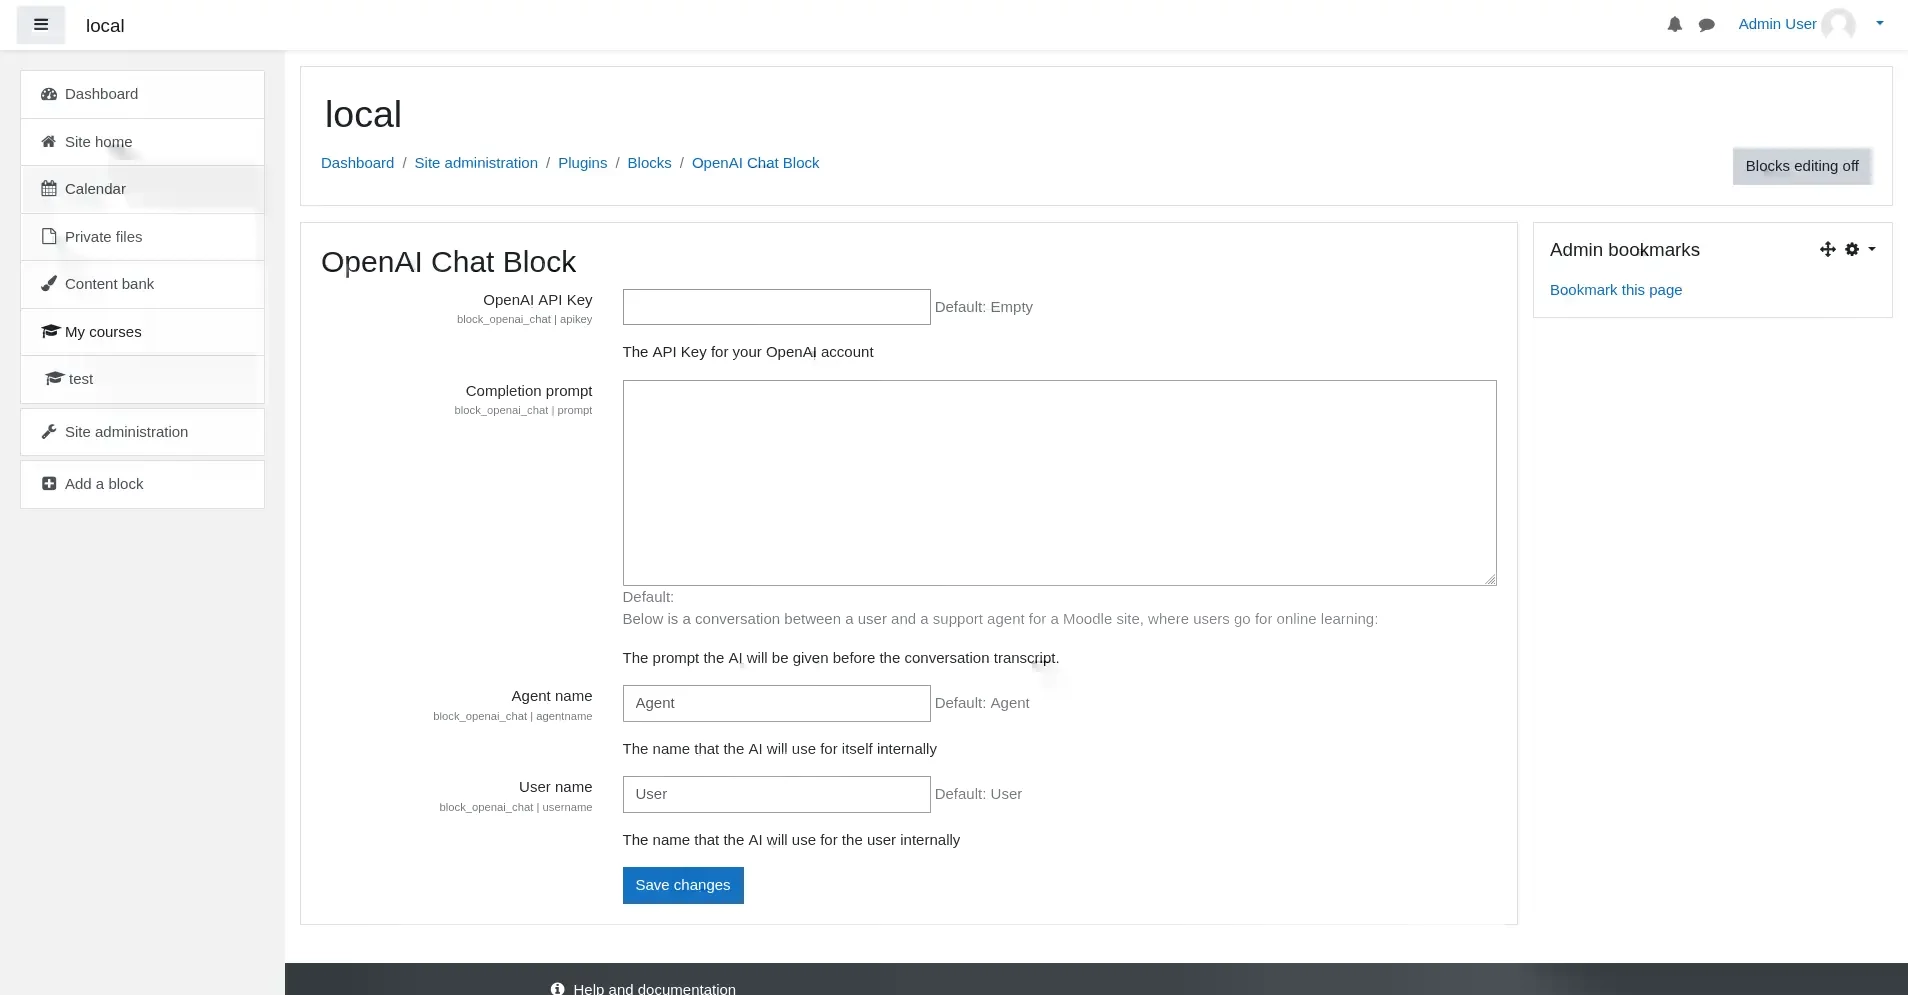 local
Admin User
Dashboard
Site home
Calendar
Private files
Content bank
My courses
test
Site administration
Add a block
local
Dashboard / Site administration / Plugins / Blocks / OpenAI Chat Block
Blocks editing off
OpenAI Chat Block
OpenAI API Key
block_openai_chat | apikey
Default: Empty
The API Key for your OpenAI account
Completion prompt
block_openai_chat | prompt
Default:
Below is a conversation between a user and a support agent for a Moodle site, where users go for online learning:
The prompt the AI will be given before the conversation transcript.
Agent name
block_openai_chat | agentname
Agent
Default: Agent
The name that the AI will use for itself internally
User name
block_openai_chat | username
User
Default: User
The name that the AI will use for the user internally
Save changes
Admin bookmarks
Bookmark this page
Help and documentation